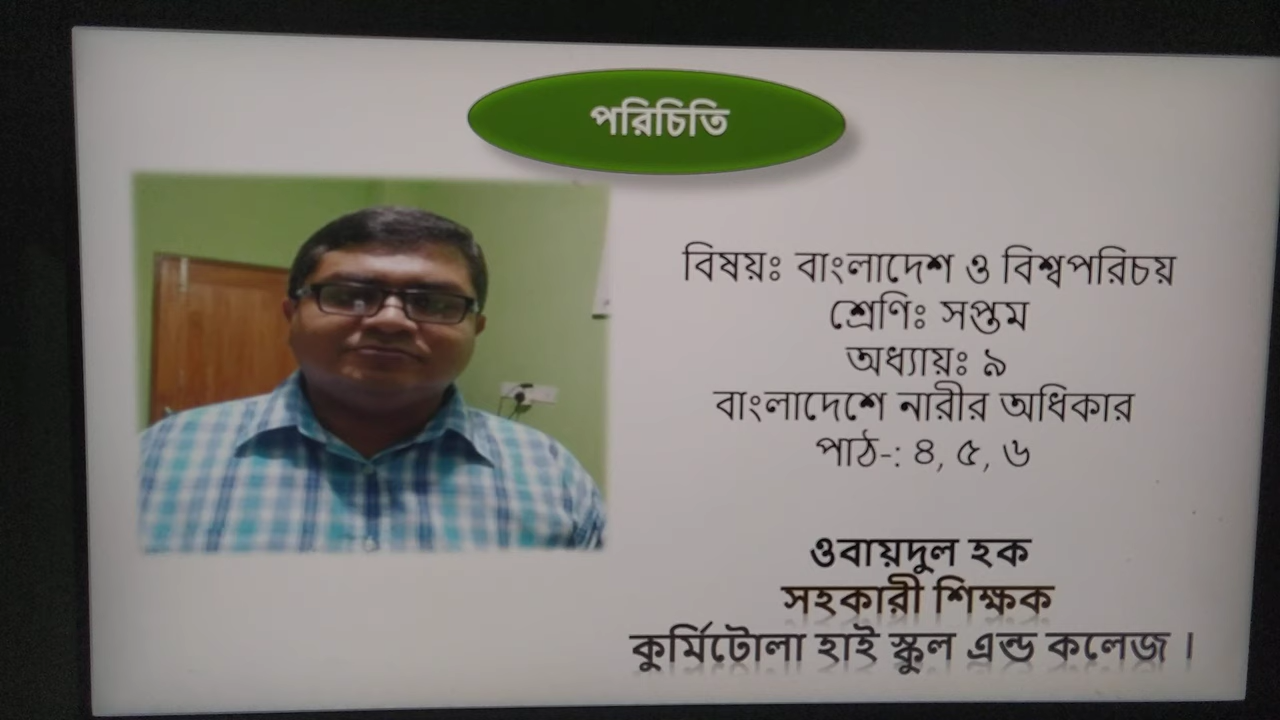 পরিচিতি
বিষয়ঃ বাংলাদেশ ও বিশ্বপরিচয়
শ্রেণিঃ সপ্তম
অধ্যায়ঃ ৯
বাংলাদেশে নারীর অধিকার
পাঠ-: ৪, ৫, ৬
ওবায়দুল হক
সহকারী শিক্ষক
কুর্মিটোলা হাই স্কুল এন্ড কলেজ ।